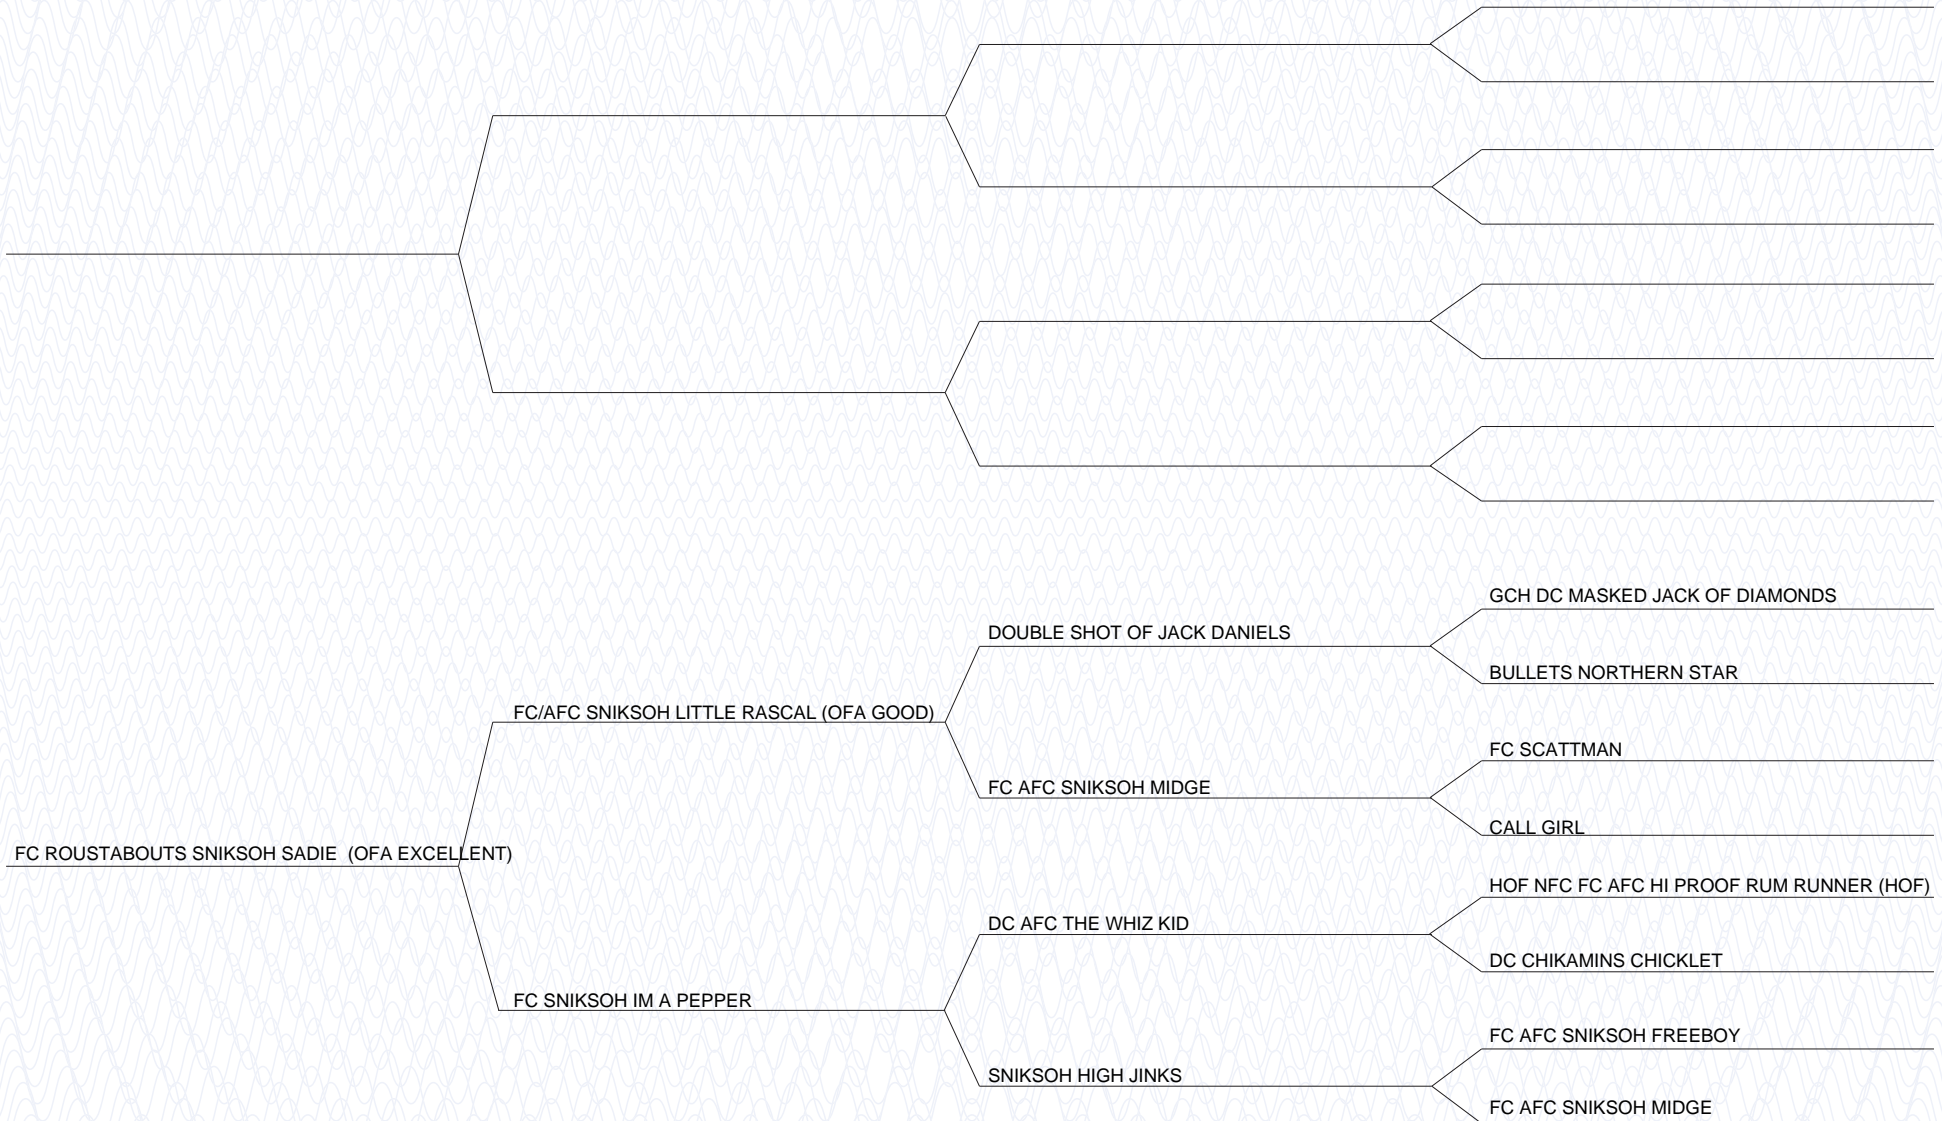 GCH DC MASKED JACK OF DIAMONDS
DOUBLE SHOT OF JACK DANIELS
BULLETS NORTHERN STAR
FC/AFC SNIKSOH LITTLE RASCAL (OFA GOOD)
FC SCATTMAN
FC AFC SNIKSOH MIDGE
CALL GIRL
FC ROUSTABOUTS SNIKSOH SADIE  (OFA EXCELLENT)
HOF NFC FC AFC HI PROOF RUM RUNNER (HOF)
DC AFC THE WHIZ KID
DC CHIKAMINS CHICKLET
FC SNIKSOH IM A PEPPER
FC AFC SNIKSOH FREEBOY
SNIKSOH HIGH JINKS
FC AFC SNIKSOH MIDGE